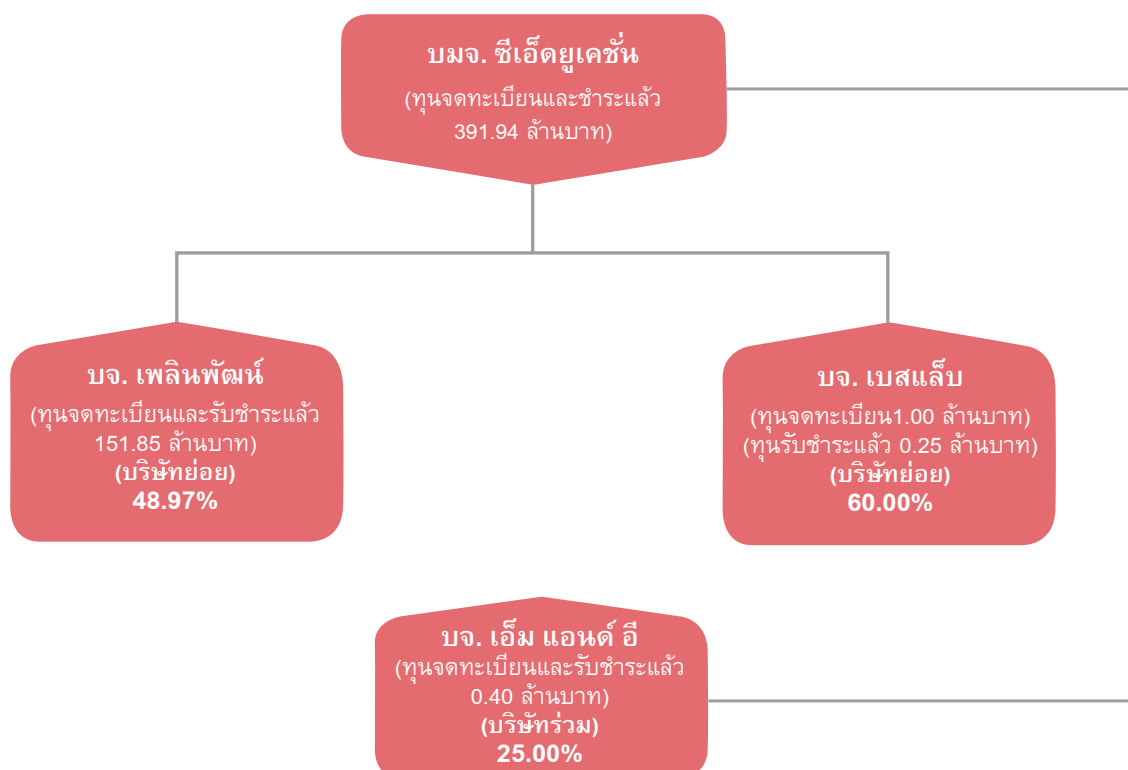 บมจ. ซีเอ็ดยูเคชั่น
(ทุนจดทะเบียนและชำระแล้ว
391.94 ล้านบาท)
บจ. เพลินพัฒน์
(ทุนจดทะเบียนและรับชำระแล้ว
151.85 ล้านบาท)
(บริษัทย่อย)
48.97%
บจ. เบสแล็บ
(ทุนจดทะเบียน1.00 ล้านบาท)
(ทุนรับชำระแล้ว 0.25 ล้านบาท)
(บริษัทย่อย)
60.00%
บจ. เอ็ม แอนด์ อี
(ทุนจดทะเบียนและรับชำระแล้ว
0.40 ล้านบาท)
(บริษัทร่วม)
25.00%